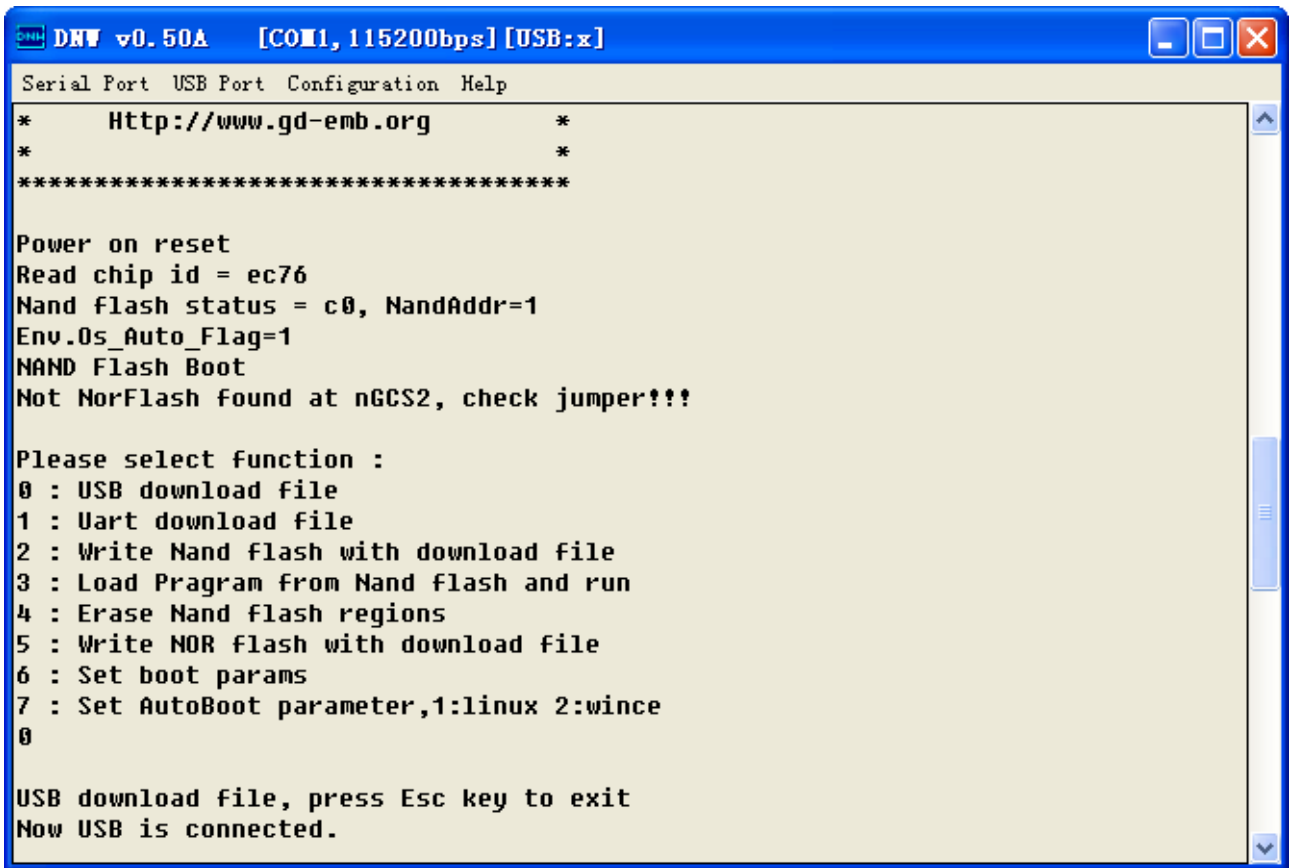 DNW v0.50A [COM1,115200bps][USB:x]
Serial Port USB Port Configuration Help
* Http://www.gd-emb.org *
* *
************************************
Power on reset
Read chip id = ec76
Nand flash status = c0, NandAddr=1
Env.Os_Auto_Flag=1
NAND Flash Boot
Not NorFlash found at nGCS2, check jumper!!!
Please select function :
0 : USB download file
1 : Uart download file
2 : Write Nand flash with download file
3 : Load Pragram from Nand flash and run
4 : Erase Nand flash regions
5 : Write NOR flash with download file
6 : Set boot params
7 : Set AutoBoot parameter,1:linux 2:wince
0
USB download file, press Esc key to exit
Now USB is connected.